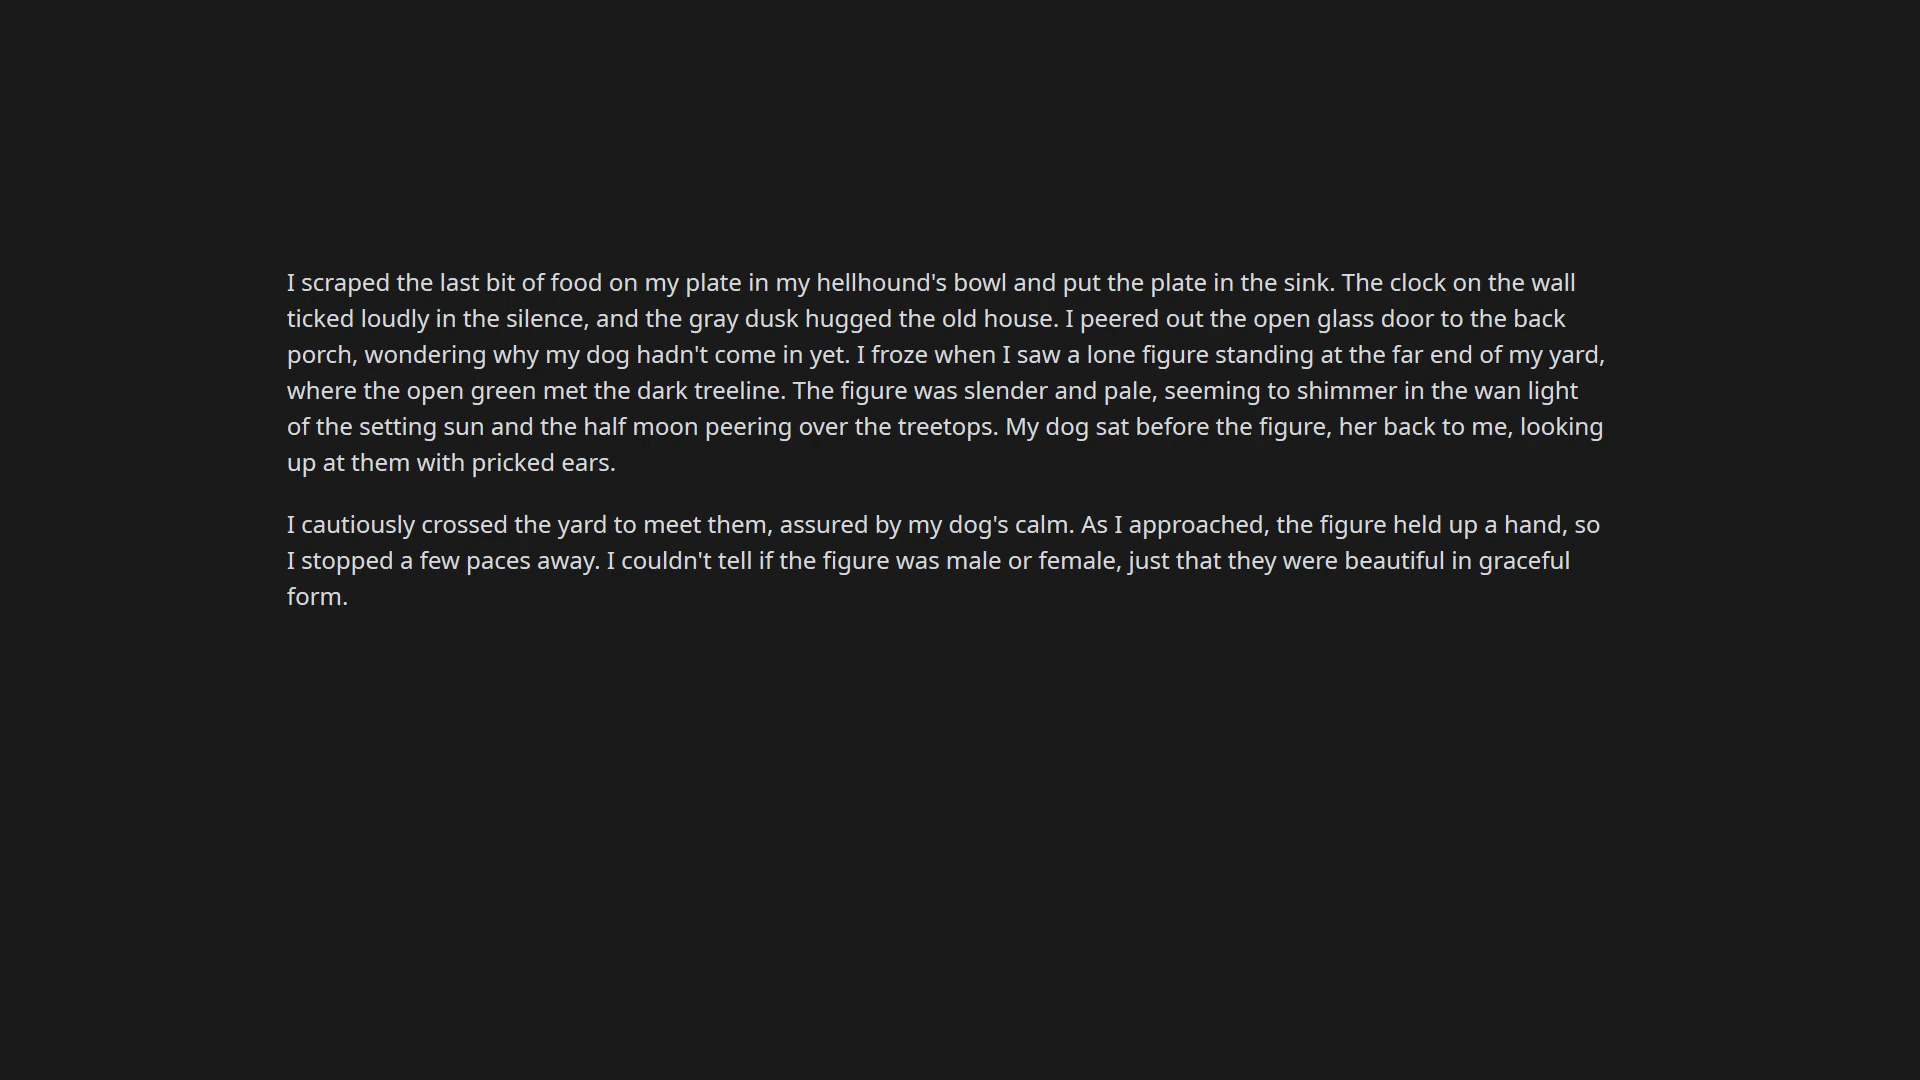 I scraped the last bit of food on my plate in my hellhound's bowl and put the plate in the sink. The clock on the wall
ticked loudly in the silence, and the gray dusk hugged the old house. I peered out the open glass door to the back
porch, wondering why my dog hadn't come in yet. I froze when I saw a lone figure standing at the far end of my yard,
where the open green met the dark treeline. The figure was slender and pale, seeming to shimmer in the wan light
of the setting sun and the half moon peering over the treetops. My dog sat before the figure, her back to me, looking
up at them with pricked ears.
I cautiously crossed the yard to meet them, assured by my dog's calm. As I approached, the figure held up a hand, so
I stopped a few paces away. I couldn't tell if the figure was male or female, just that they were beautiful in graceful
form.